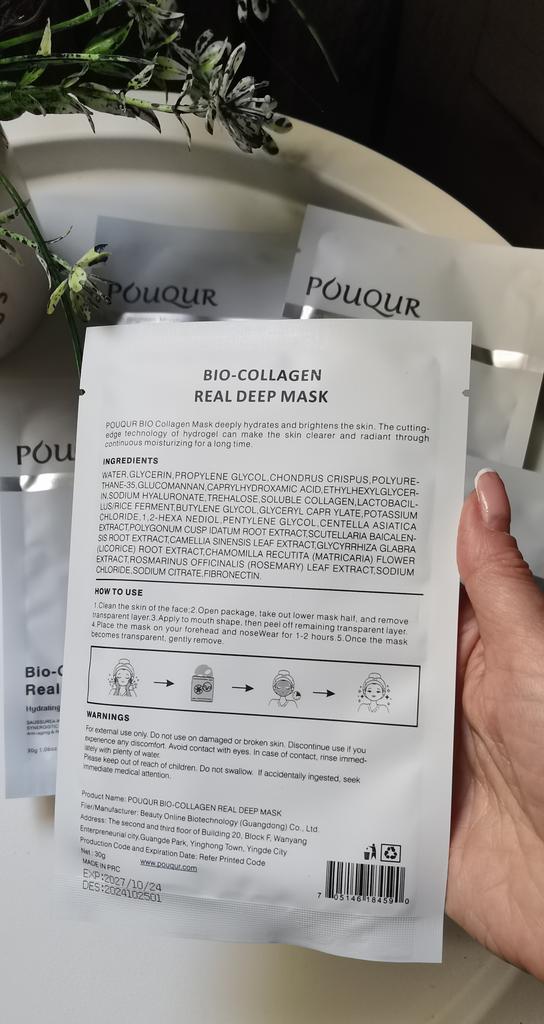 POUQUR
POUQUR
POU
BIO-COLLAGEN
REAL DEEP MASK
POUQUR BIO Collagen Mask deeply hydrates and brightens the skin. The cutting-
edge technology of hydrogel can make the skin clearer and radiant through
continuous moisturizing for a long time.
INGREDIENTS
WATER,GLYCERIN,PROPYLENE GLYCOL,CHONDRUS CRISPUS,POLYURE-
THANE-35,GLUCOMANNAN,CAPRYLHYDROXAMIC ACID,ETHYLHEXYLGLYCER-
IN,SODIUM HYALURONATE,TREHALOSE,SOLUBLE COLLAGEN,LACTOBACIL-
LUS/RICE FERMENT,BUTYLENE GLYCOL,GLYCERYL CAPR YLATE,POTASSIUM
CHLORIDE,1,2-HEXA NEDIOL,PENTYLENE GLYCOL,CENTELLA ASIATICA
EXTRACT,POLYGONUM CUSP IDATUM ROOT EXTRACT,SCUTELLARIA BAICALEN-
SIS ROOT EXTRACT,CAMELLIA SINENSIS LEAF EXTRACT,GLYCYRRHIZA GLABRA
(LICORICE) ROOT EXTRACT,CHAMOMILLA RECUTITA (MATRICARIA) FLOWER
EXTRACT,ROSMARINUS OFFICINALIS (ROSEMARY) LEAF EXTRACT,SODIUM
CHLORIDE,SODIUM CITRATE,FIBRONECTIN.
HOW TO USE
1.Clean the skin of the face;2.Open package, take out lower mask half, and remove
transparent layer.3.Apply to mouth shape, then peel off remaining transparent layer.
4.Place the mask on your forehead and noseWear for 1-2 hours.5.Once the mask
becomes transparent, gently remove.
WARNINGS
For external use only. Do not use on damaged or broken skin. Discontinue use if you
experience any discomfort. Avoid contact with eyes. In case of contact, rinse immed-
iately with plenty of water.
Please keep out of reach of children. Do not swallow. If accidentally ingested, seek
immediate medical attention.
Product Name: POUQUR BIO-COLLAGEN REAL DEEP MASK
Filer/Manufacturer: Beauty Online Biotechnology (Guangdong) Co., Ltd.
Address: The second and third floor of Building 20, Block F, Wanyang
Enterpreneurial city,Guangde Park, Yinghong Town, Yingde City
Production Code and Expiration Date: Refer Printed Code
Net : 30g
MADE IN PRC
www.pouqur.com
EXP:2027/10/24
DES:2024102501
7 05146 18459 0
Bio-C
Real
Hydrating